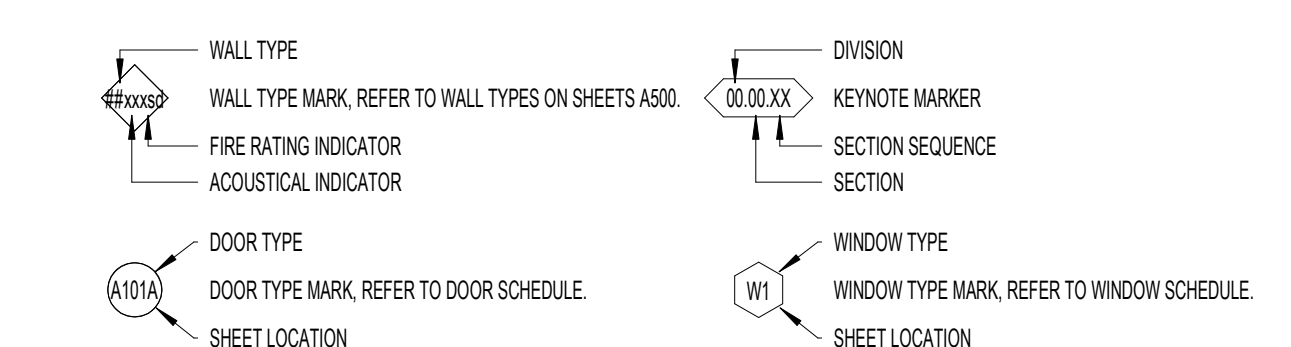 WALL TYPE
##xxxsd
WALL TYPE MARK, REFER TO WALL TYPES ON SHEETS A500.
FIRE RATING INDICATOR
ACOUSTICAL INDICATOR
DIVISION
00.00.XX
KEYNOTE MARKER
SECTION SEQUENCE
SECTION
DOOR TYPE
A101A
DOOR TYPE MARK, REFER TO DOOR SCHEDULE.
SHEET LOCATION
WINDOW TYPE
W1
WINDOW TYPE MARK, REFER TO WINDOW SCHEDULE.
SHEET LOCATION